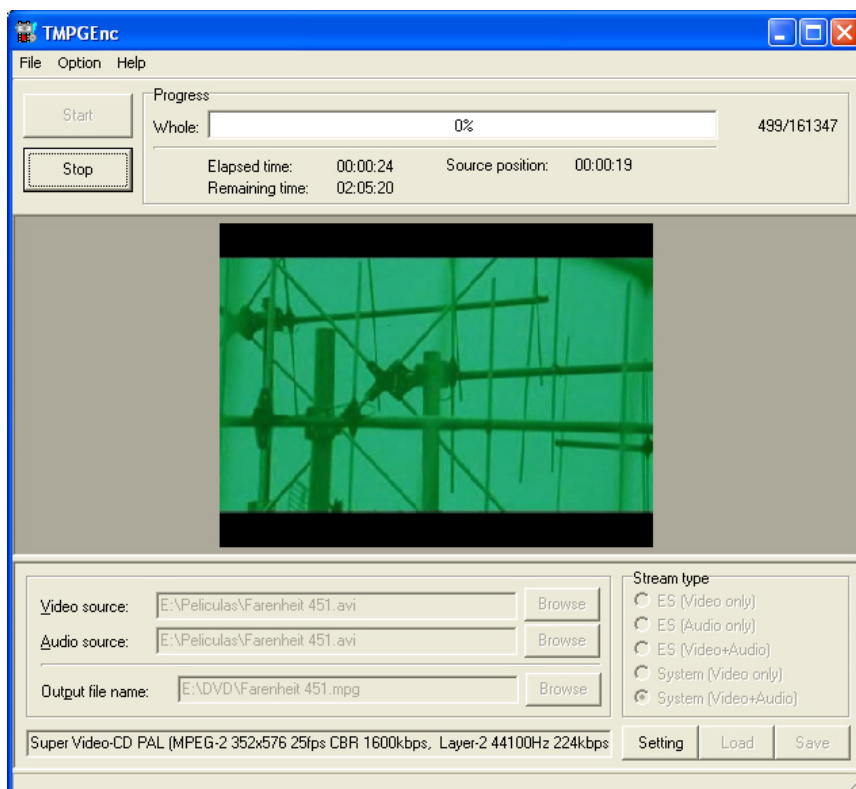 TMPGEnc
File Option Help
Start
Progress
Whole: 0% 499/161347
Stop
Elapsed time: 00:00:24 Source position: 00:00:19
Remaining time: 02:05:20
Video source: E:\Peliculas\Farenheit 451.avi Browse
Audio source: E:\Peliculas\Farenheit 451.avi Browse
Output file name: E:\DVD\Farenheit 451.mpg Browse
Stream type
ES (Video only)
ES (Audio only)
ES (Video+Audio)
System (Video only)
System (Video+Audio)
Super Video-CD PAL (MPEG-2 352x576 25fps CBR 1600kbps, Layer-2 44100Hz 224kbps Setting Load Save